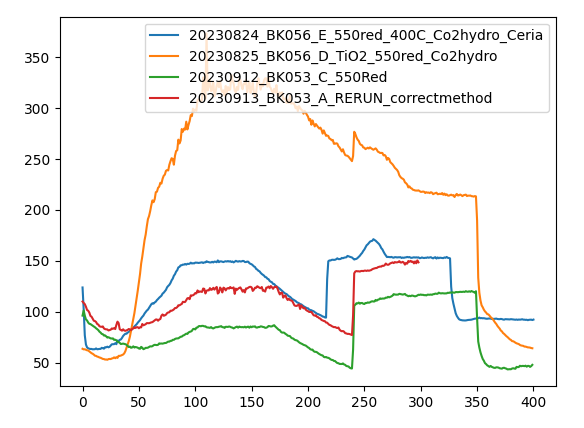 20230824_BK056_E_550red_400C_Co2hydro_Ceria
20230825_BK056_D_TiO2_550red_Co2hydro
20230912_BK053_C_550Red
20230913_BK053_A_RERUN_correctmethod
350
300
250
200
150
100
50
0 50 100 150 200 250 300 350 400